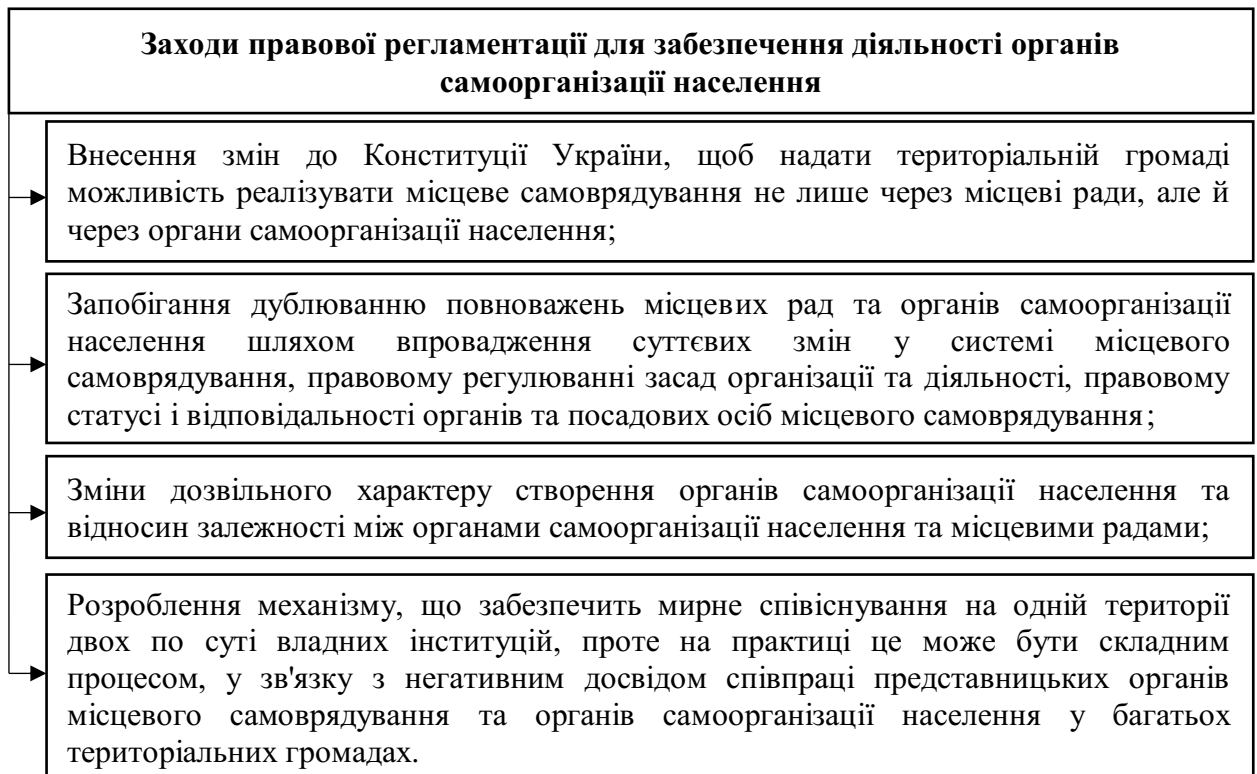 Заходи правової регламентації для забезпечення діяльності органів
самоорганізації населення
Внесення змін до Конституції України, щоб надати територіальній громаді
можливість реалізувати місцеве самоврядування не лише через місцеві ради, але й
через органи самоорганізації населення;
Запобігання дублюванню повноважень місцевих рад та органів самоорганізації
населення шляхом впровадження суттєвих змін у системі місцевого
самоврядування, правовому регулюванні засад організації та діяльності, правовому
статусі і відповідальності органів та посадових осіб місцевого самоврядування;
Зміни дозвільного характеру створення органів самоорганізації населення та
відносин залежності між органами самоорганізації населення та місцевими радами;
Розроблення механізму, що забезпечить мирне співіснування на одній території
двох по суті владних інституцій, проте на практиці це може бути складним
процесом, у зв'язку з негативним досвідом співпраці представницьких органів
місцевого самоврядування та органів самоорганізації населення у багатьох
територіальних громадах.